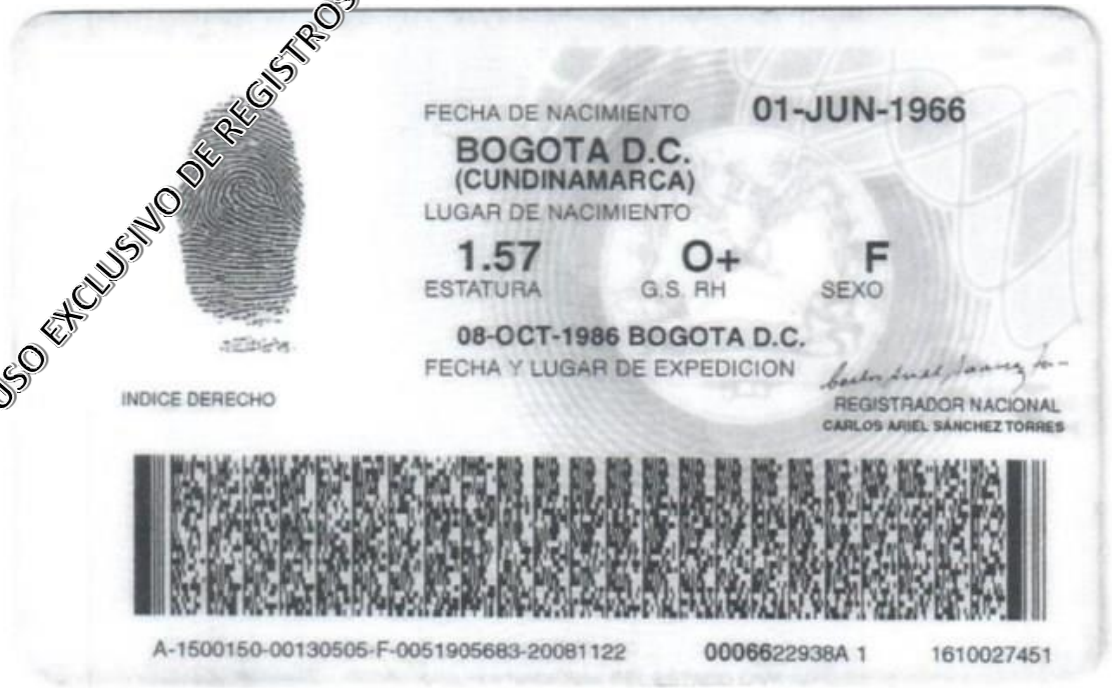 USO EXCLUSIVO DE REGISTROS
FECHA DE NACIMIENTO 01-JUN-1966
BOGOTA D.C.
(CUNDINAMARCA)
LUGAR DE NACIMIENTO
1.57 O+ F
ESTATURA G.S. RH SEXO
08-OCT-1986 BOGOTA D.C.
FECHA Y LUGAR DE EXPEDICION
INDICE DERECHO
REGISTRADOR NACIONAL
CARLOS ARIEL SÁNCHEZ TORRES
A-1500150-00130505-F-0051905683-20081122 0006622938A 1 1610027451